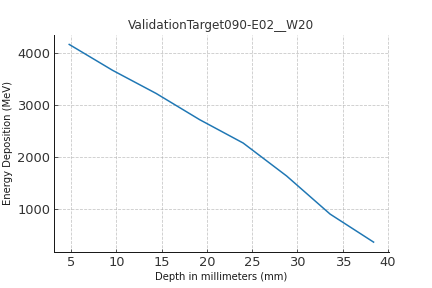 ValidationTarget090-E02__W20
Energy Deposition (MeV)
4000
3000
2000
1000
5 10 15 20 25 30 35 40
Depth in millimeters (mm)